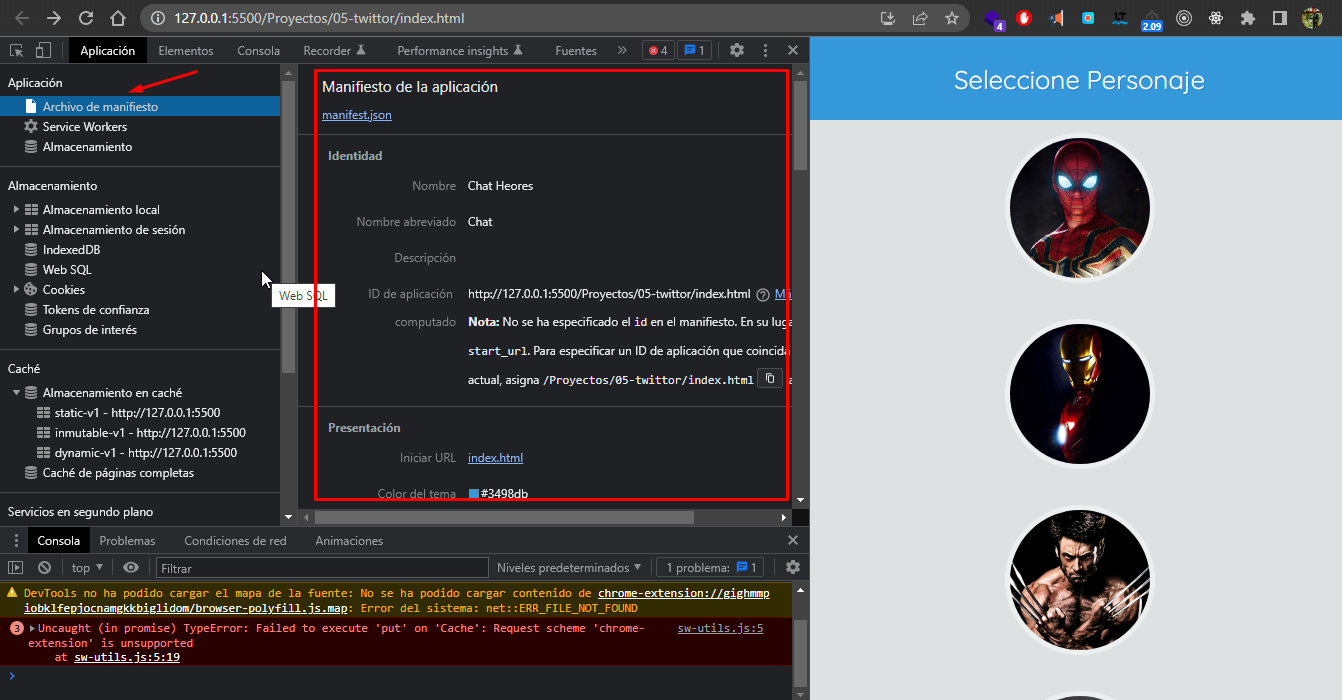 127.0.0.1:5500/Proyectos/05-twittor/index.html
4
LT
2.09
Aplicación
Elementos
Consola
Recorder
Performance insights
Fuentes
»
4
1
Aplicación
Archivo de manifiesto
Service Workers
Almacenamiento
Almacenamiento
Almacenamiento local
Almacenamiento de sesión
IndexedDB
Web SQL
Cookies
Tokens de confianza
Grupos de interés
Web SQL
Caché
Almacenamiento en caché
static-v1 - http://127.0.0.1:5500
inmutable-v1 - http://127.0.0.1:5500
dynamic-v1 - http://127.0.0.1:5500
Caché de páginas completas
Servicios en segundo plano
Manifiesto de la aplicación
manifest.json
Identidad
Nombre Chat Heores
Nombre abreviado Chat
Descripción
ID de aplicación http://127.0.0.1:5500/Proyectos/05-twittor/index.html Má
computado Nota: No se ha especificado el id en el manifiesto. En su luga
start_url. Para especificar un ID de aplicación que coincida
actual, asigna /Proyectos/05-twittor/index.html
Presentación
Iniciar URL index.html
Color del tema #3498db
Seleccione Personaje
Consola
Problemas
Condiciones de red
Animaciones
top
Filtrar
Niveles predeterminados
1 problema: 1
DevTools no ha podido cargar el mapa de la fuente: No se ha podido cargar contenido de chrome-extension://gighmmp
iobklfepjocnamgkkbiglidom/browser-polyfill.js.map: Error del sistema: net::ERR_FILE_NOT_FOUND
3 Uncaught (in promise) TypeError: Failed to execute 'put' on 'Cache': Request scheme 'chrome- sw-utils.js:5
extension' is unsupported
at sw-utils.js:5:19